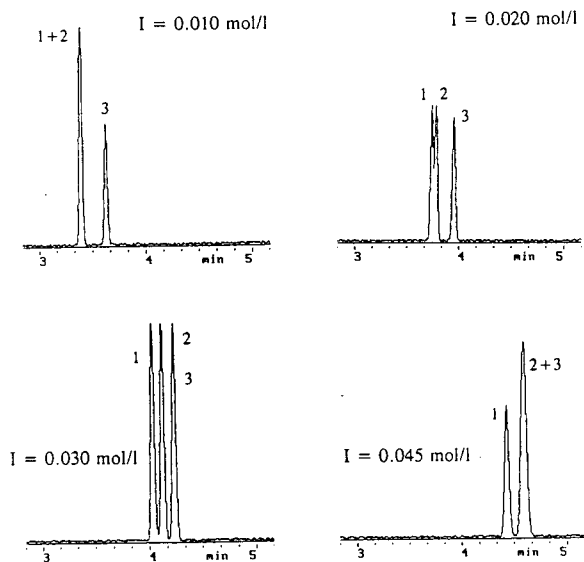 I = 0.010 mol/l
1+2
3
3 4 min 5
I = 0.020 mol/l
1 2
3
3 4 min 5
1
2
3
I = 0.030 mol/l
3 4 min 5
2+3
1
I = 0.045 mol/l
3 4 min 5